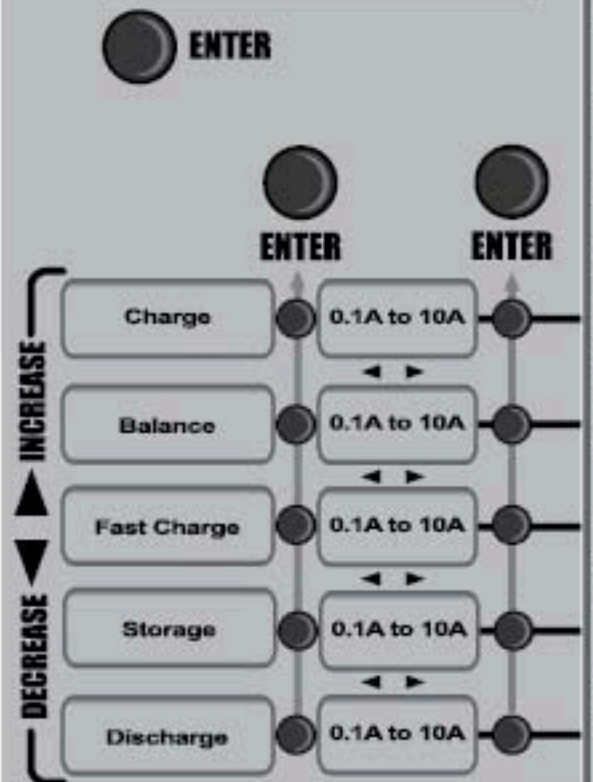 ENTER
ENTER ENTER
INCREASE
DECREASE
Charge 0.1A to 10A
Balance 0.1A to 10A
Fast Charge 0.1A to 10A
Storage 0.1A to 10A
Discharge 0.1A to 10A